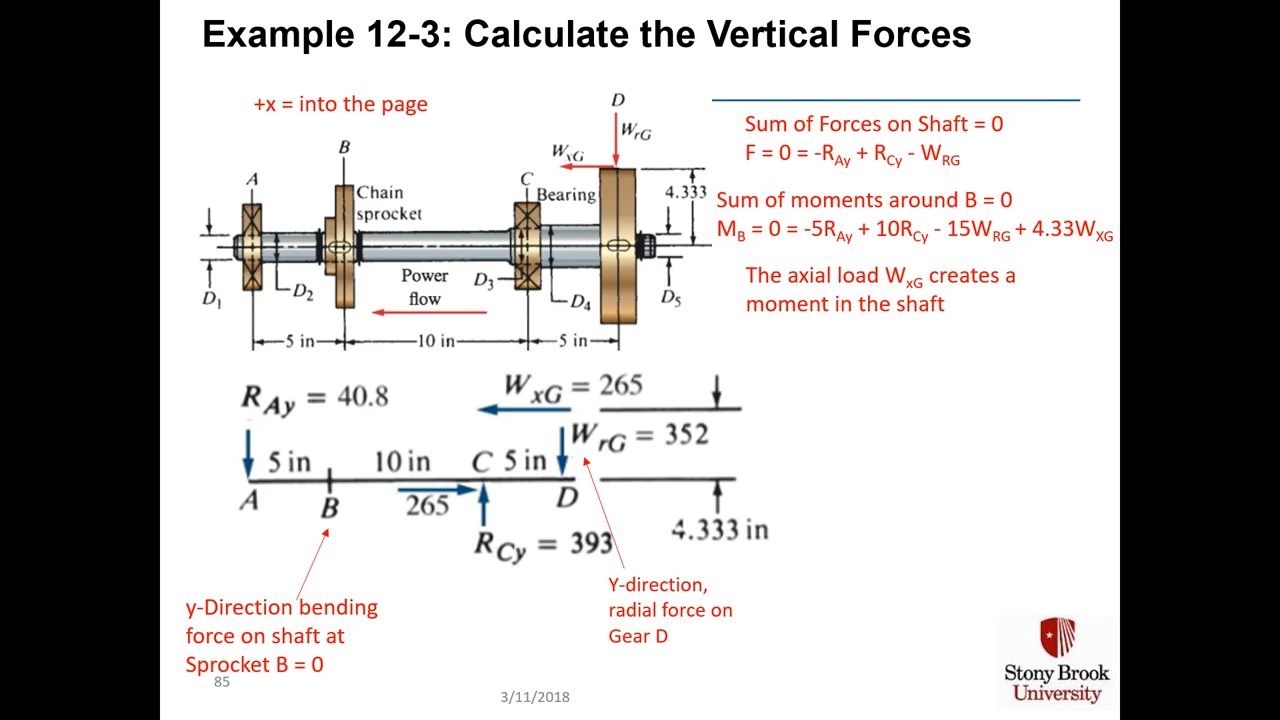 Example 12-3: Calculate the Vertical Forces
+x = into the page
D
W_rG
B
W_xG
A
C
Chain
sprocket
Bearing
4.333
Sum of Forces on Shaft = 0
F = 0 = -R_Ay + R_Cy - W_RG
Sum of moments around B = 0
M_B = 0 = -5R_Ay + 10R_Cy - 15W_RG + 4.33W_XG
The axial load W_xG creates a
moment in the shaft
D_1
D_2
Power
flow
D_3
D_4
D_5
5 in
10 in
5 in
R_Ay = 40.8
W_xG = 265
W_rG = 352
5 in
10 in
C
5 in
A
B
265
D
R_Cy = 393
4.333 in
y-Direction bending
force on shaft at
Sprocket B = 0
Y-direction,
radial force on
Gear D
85
3/11/2018
Stony Brook
University